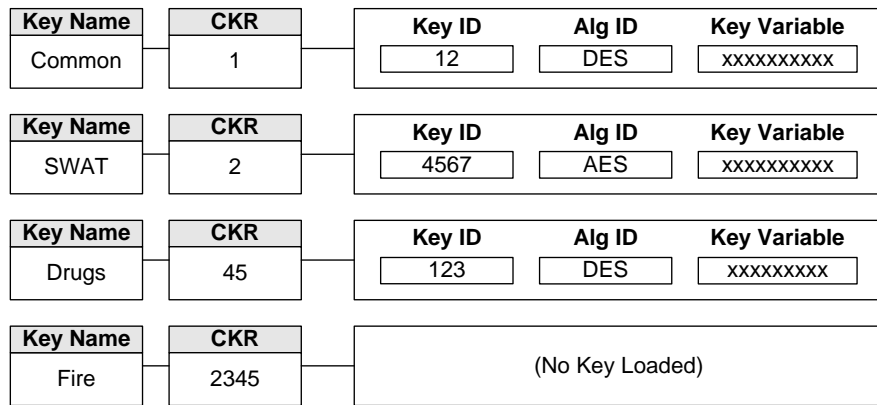 Key Name CKR Key ID Alg ID Key Variable
Common 1 12 DES xxxxxxxxxx
Key Name CKR Key ID Alg ID Key Variable
SWAT 2 4567 AES xxxxxxxxxx
Key Name CKR Key ID Alg ID Key Variable
Drugs 45 123 DES xxxxxxxxx
Key Name CKR
Fire 2345 (No Key Loaded)